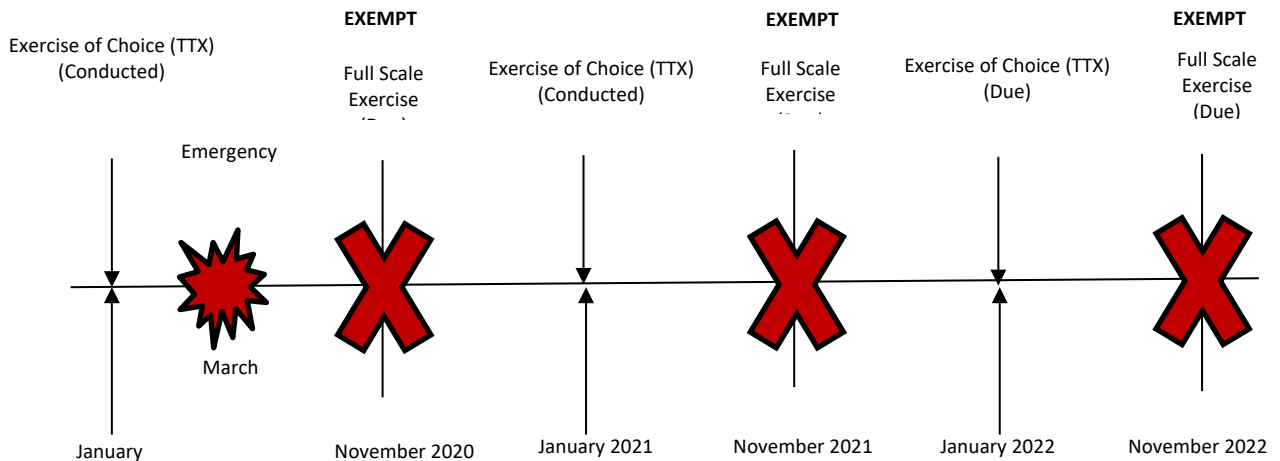 EXEMPT
EXEMPT
EXEMPT
Exercise of Choice (TTX)
(Conducted)
Full Scale
Exercise
Exercise of Choice (TTX)
(Conducted)
Full Scale
Exercise
Exercise of Choice (TTX)
(Due)
Full Scale
Exercise
(Due)
Emergency
March
January
November 2020
January 2021
November 2021
January 2022
November 2022